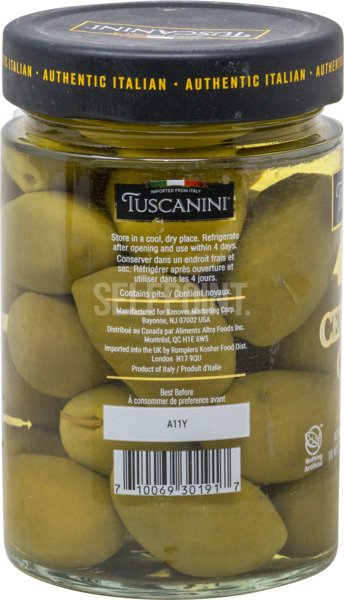 TUSCANINI
AUTHENTIC ITALIAN · AUTHENTIC ITALIAN · AUTHENTIC ITALIAN ·
IMPORTED FROM ITALY
TUSCANINI
Store in a cool, dry place. Refrigerate
after opening and use within 4 days.
Conserver dans un endroit frais et
sec. Réfrigérer après ouverture et
utiliser dans les 4 jours.
Contains pits. / Contient noyaux.
Manufactured for Kenover Marketing Corp.
Bayonne, NJ 07002 USA
Distribué au Canada par Aliments Altra Foods Inc.
Montréal, QC H1E 6W5
Imported into the UK by Rumplers Kosher Food Dist.
London N17 9QU
Product of Italy / Produit d'Italie
Best Before
À consommer de preference avant
A11Y
7 10069 30191 7
Nothing
Artificial